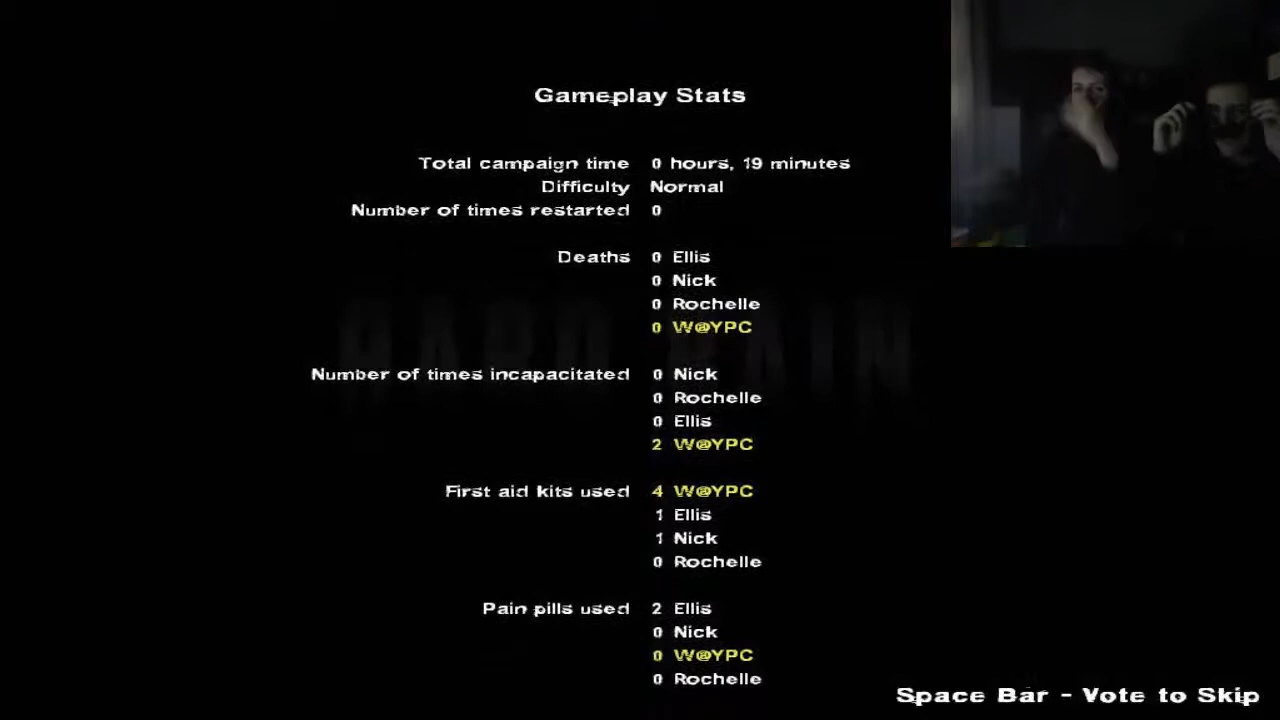 Gameplay Stats
Total campaign time 0 hours, 19 minutes
Difficulty Normal
Number of times restarted 0
Deaths 0 Ellis
0 Nick
0 Rochelle
0 W@YPC
HARD RAIN
Number of times incapacitated 0 Nick
0 Rochelle
0 Ellis
2 W@YPC
First aid kits used 4 W@YPC
1 Ellis
1 Nick
0 Rochelle
Pain pills used 2 Ellis
0 Nick
0 W@YPC
0 Rochelle
Space Bar - Vote to Skip